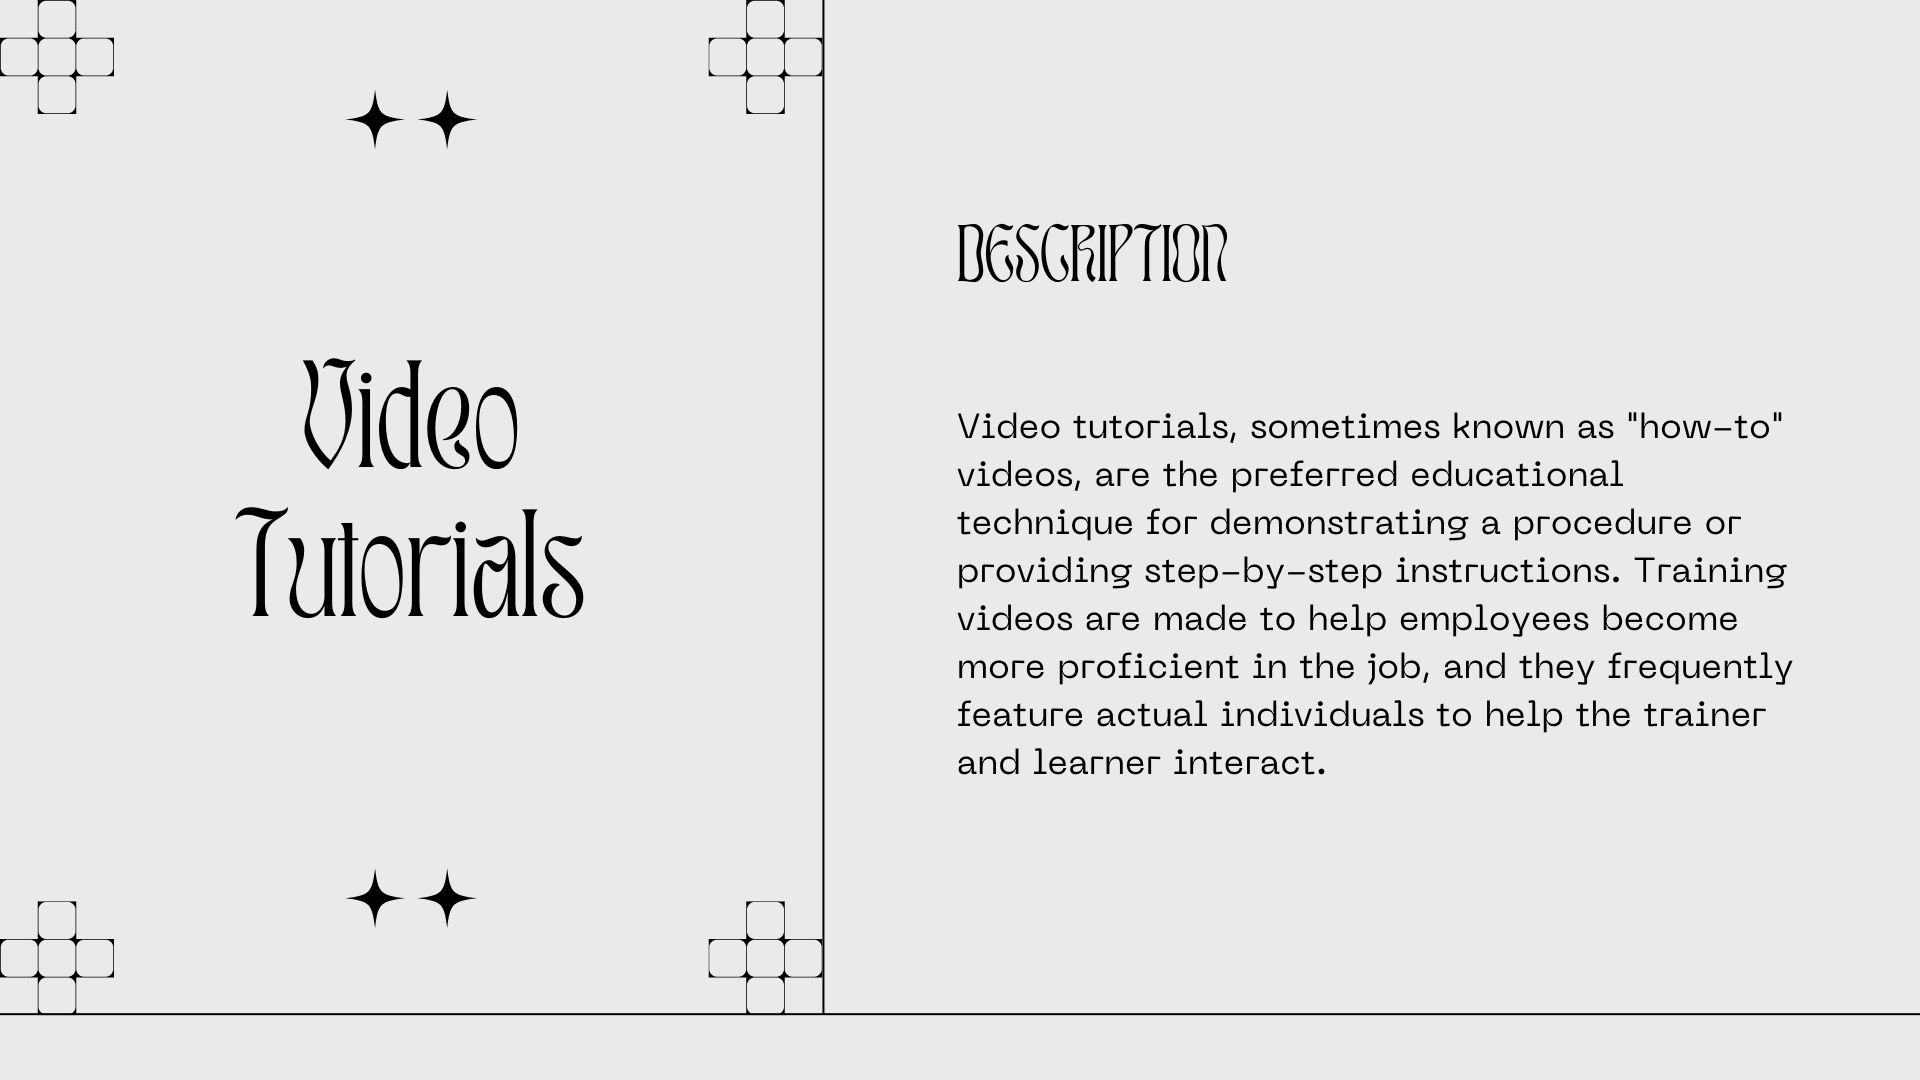 Video
Tutorials
DESCRIPTION
Video tutorials, sometimes known as "how-to"
videos, are the preferred educational
technique for demonstrating a procedure or
providing step-by-step instructions. Training
videos are made to help employees become
more proficient in the job, and they frequently
feature actual individuals to help the trainer
and learner interact.